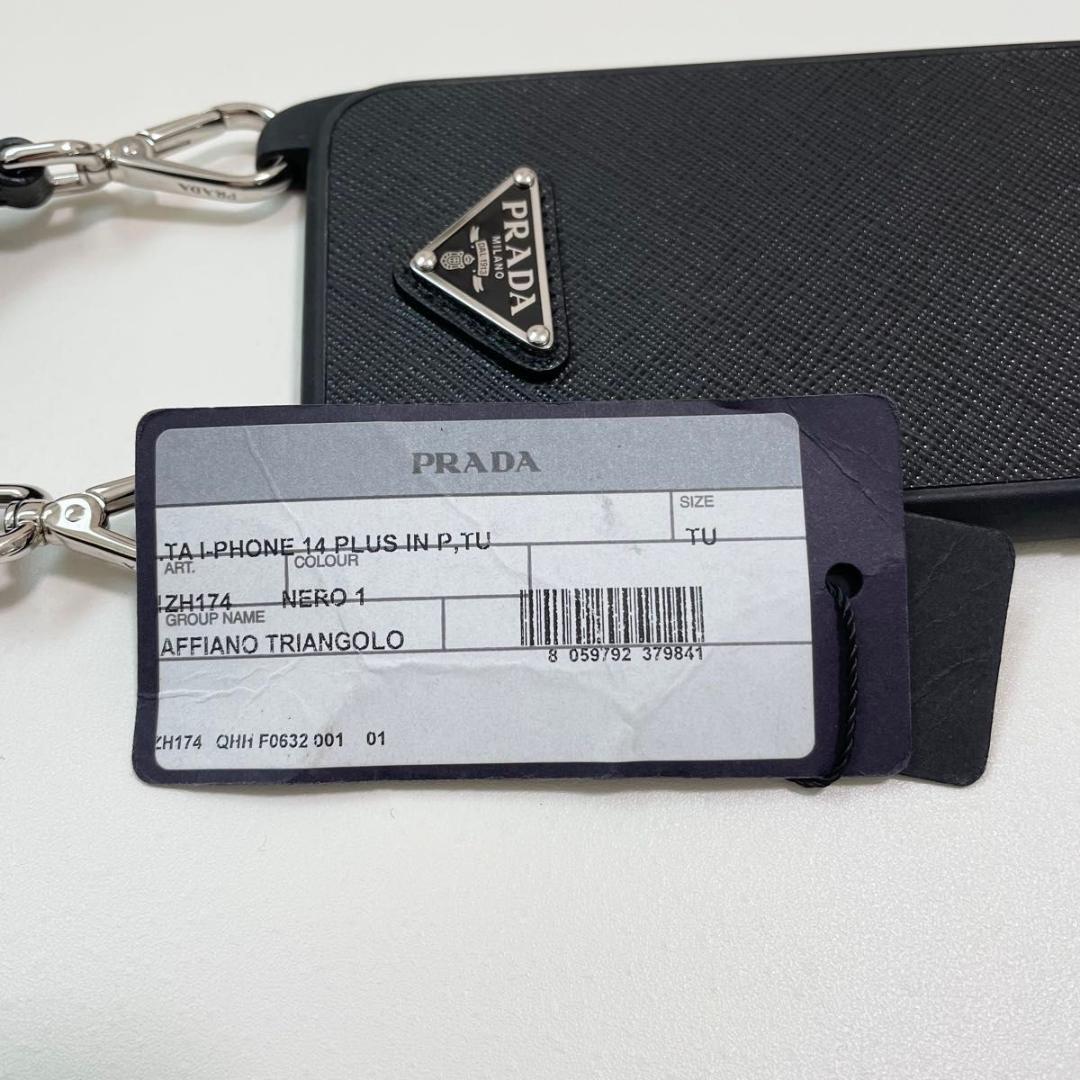 PRADA
PRADA
MILANO
DAL 1913
PRADA
SIZE
.TA I-PHONE 14 PLUS IN P,TU
TU
ART.
COLOUR
ZH174
NERO 1
GROUP NAME
AFFIANO TRIANGOLO
8 059792 379841
ZH174 QHH F0632 001 01